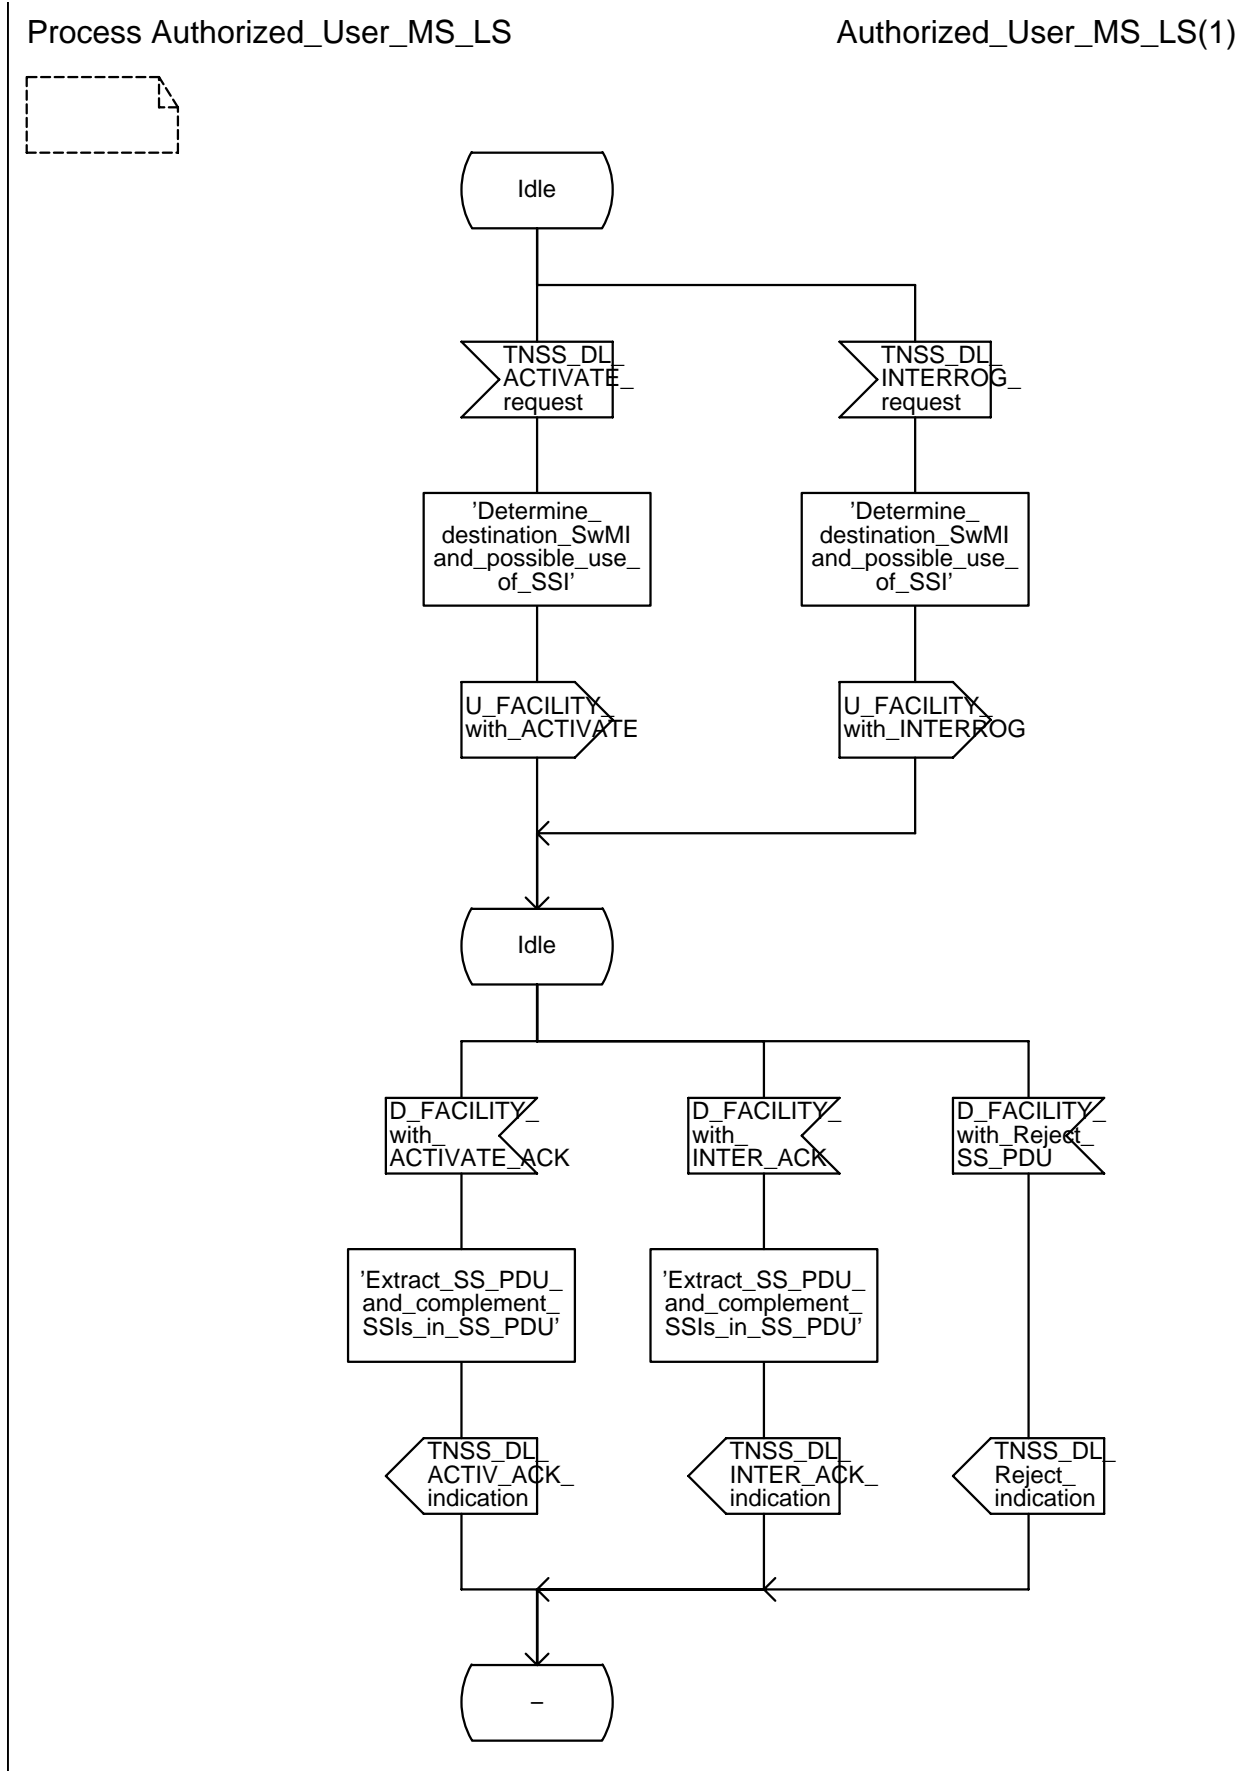 Process Authorized_User_MS_LS
Authorized_User_MS_LS(1)
Idle
TNSS_DL_
ACTIVATE_
request
TNSS_DL_
INTERROG_
request
’Determine_
destination_SwMI
and_possible_use_
of_SSI’
’Determine_
destination_SwMI
and_possible_use_
of_SSI’
U_FACILITY_
with_ACTIVATE
U_FACILITY_
with_INTERROG
Idle
D_FACILITY_
with_
ACTIVATE_ACK
D_FACILITY_
with_
INTER_ACK
D_FACILITY_
with_Reject_
SS_PDU
’Extract_SS_PDU_
and_complement_
SSIs_in_SS_PDU’
’Extract_SS_PDU_
and_complement_
SSIs_in_SS_PDU’
TNSS_DL_
ACTIV_ACK_
indication
TNSS_DL_
INTER_ACK_
indication
TNSS_DL_
Reject_
indication
–